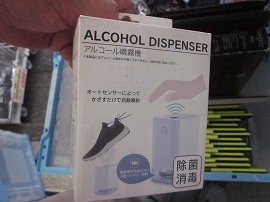 ALCOHOL DISPENSER
アルコール噴霧機
オートセンサーによって
かざすだけで自動噴射
除菌
消毒